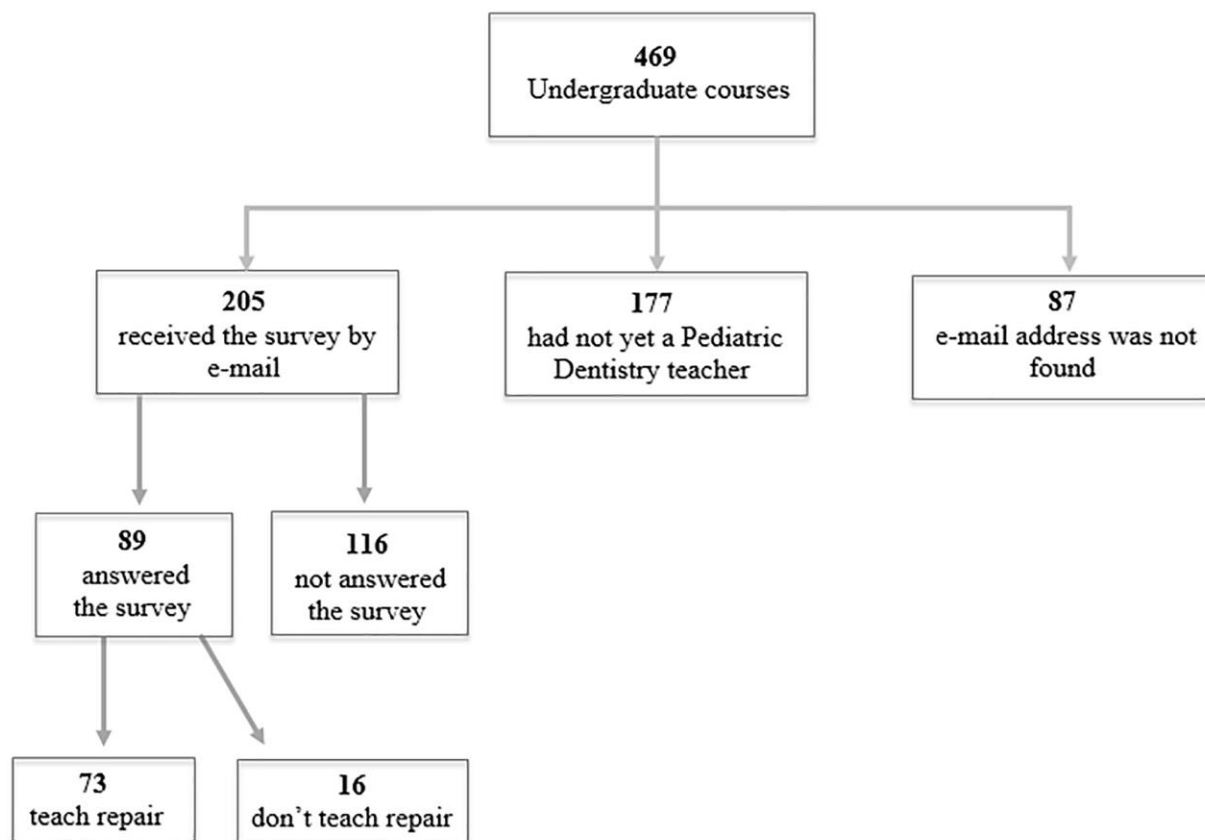 469
Undergraduate courses
205
received the survey by
e-mail
177
had not yet a Pediatric
Dentistry teacher
87
e-mail address was not
found
89
answered
the survey
116
not answered
the survey
73
teach repair
16
don’t teach repair